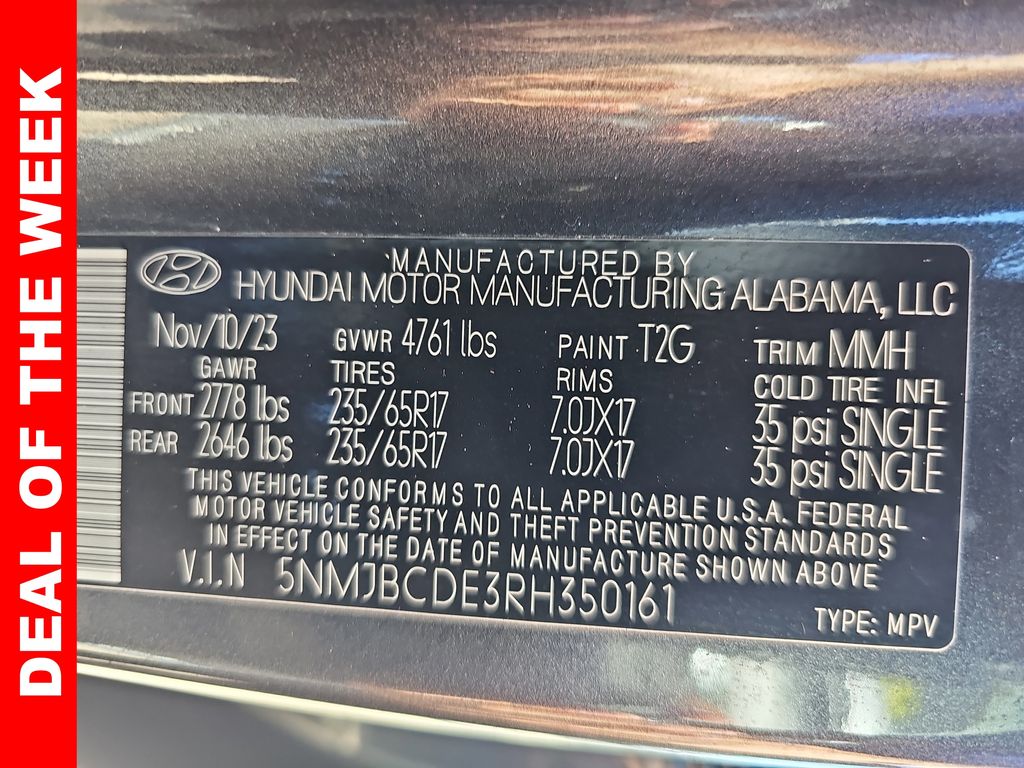 DEAL OF THE WEEK
MANUFACTURED BY
HYUNDAI MOTOR MANUFACTURING ALABAMA, LLC
Nov/10/23 GVWR 4761 lbs PAINT T2G TRIM MMH
GAWR TIRES RIMS COLD TIRE INFL
FRONT 2778 lbs 235/65R17 7.0JX17 35 psi SINGLE
REAR 2646 lbs 235/65R17 7.0JX17 35 psi SINGLE
THIS VEHICLE CONFORMS TO ALL APPLICABLE U.S.A. FEDERAL
MOTOR VEHICLE SAFETY AND THEFT PREVENTION STANDARDS
IN EFFECT ON THE DATE OF MANUFACTURE SHOWN ABOVE
V.I.N 5NMJBCDE3RH350161
TYPE: MPV